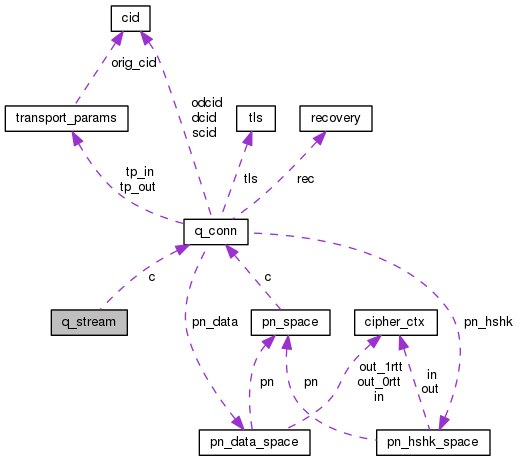 cid
orig_cid
transport_params
odcid
dcid
scid
tls
recovery
tp_in
tp_out
tls
rec
q_conn
c
c
q_stream
pn_data
pn_space
cipher_ctx
pn_hshk
out_1rtt
out_0rtt
in
pn
pn
in
out
pn_data_space
pn_hshk_space